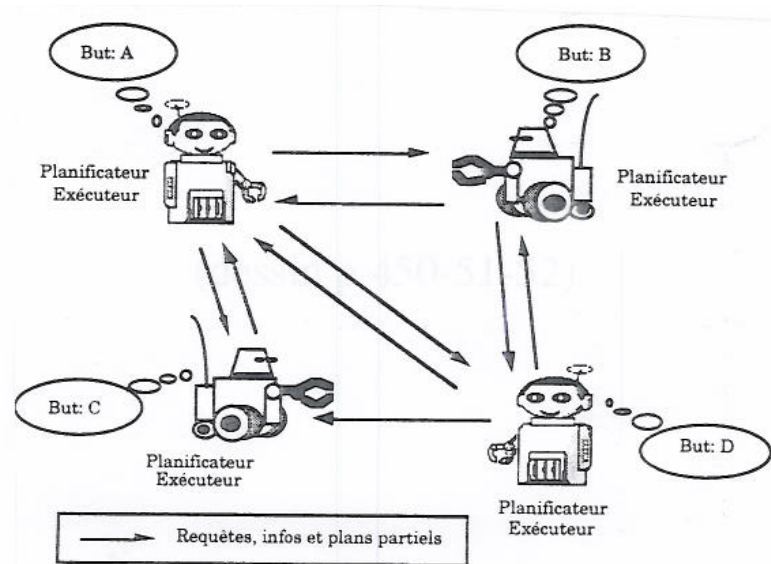 But: A
But: B
Planificateur
Exécuteur
Planificateur
Exécuteur
But: C
But: D
Planificateur
Exécuteur
Planificateur
Exécuteur
Requêtes, infos et plans partiels